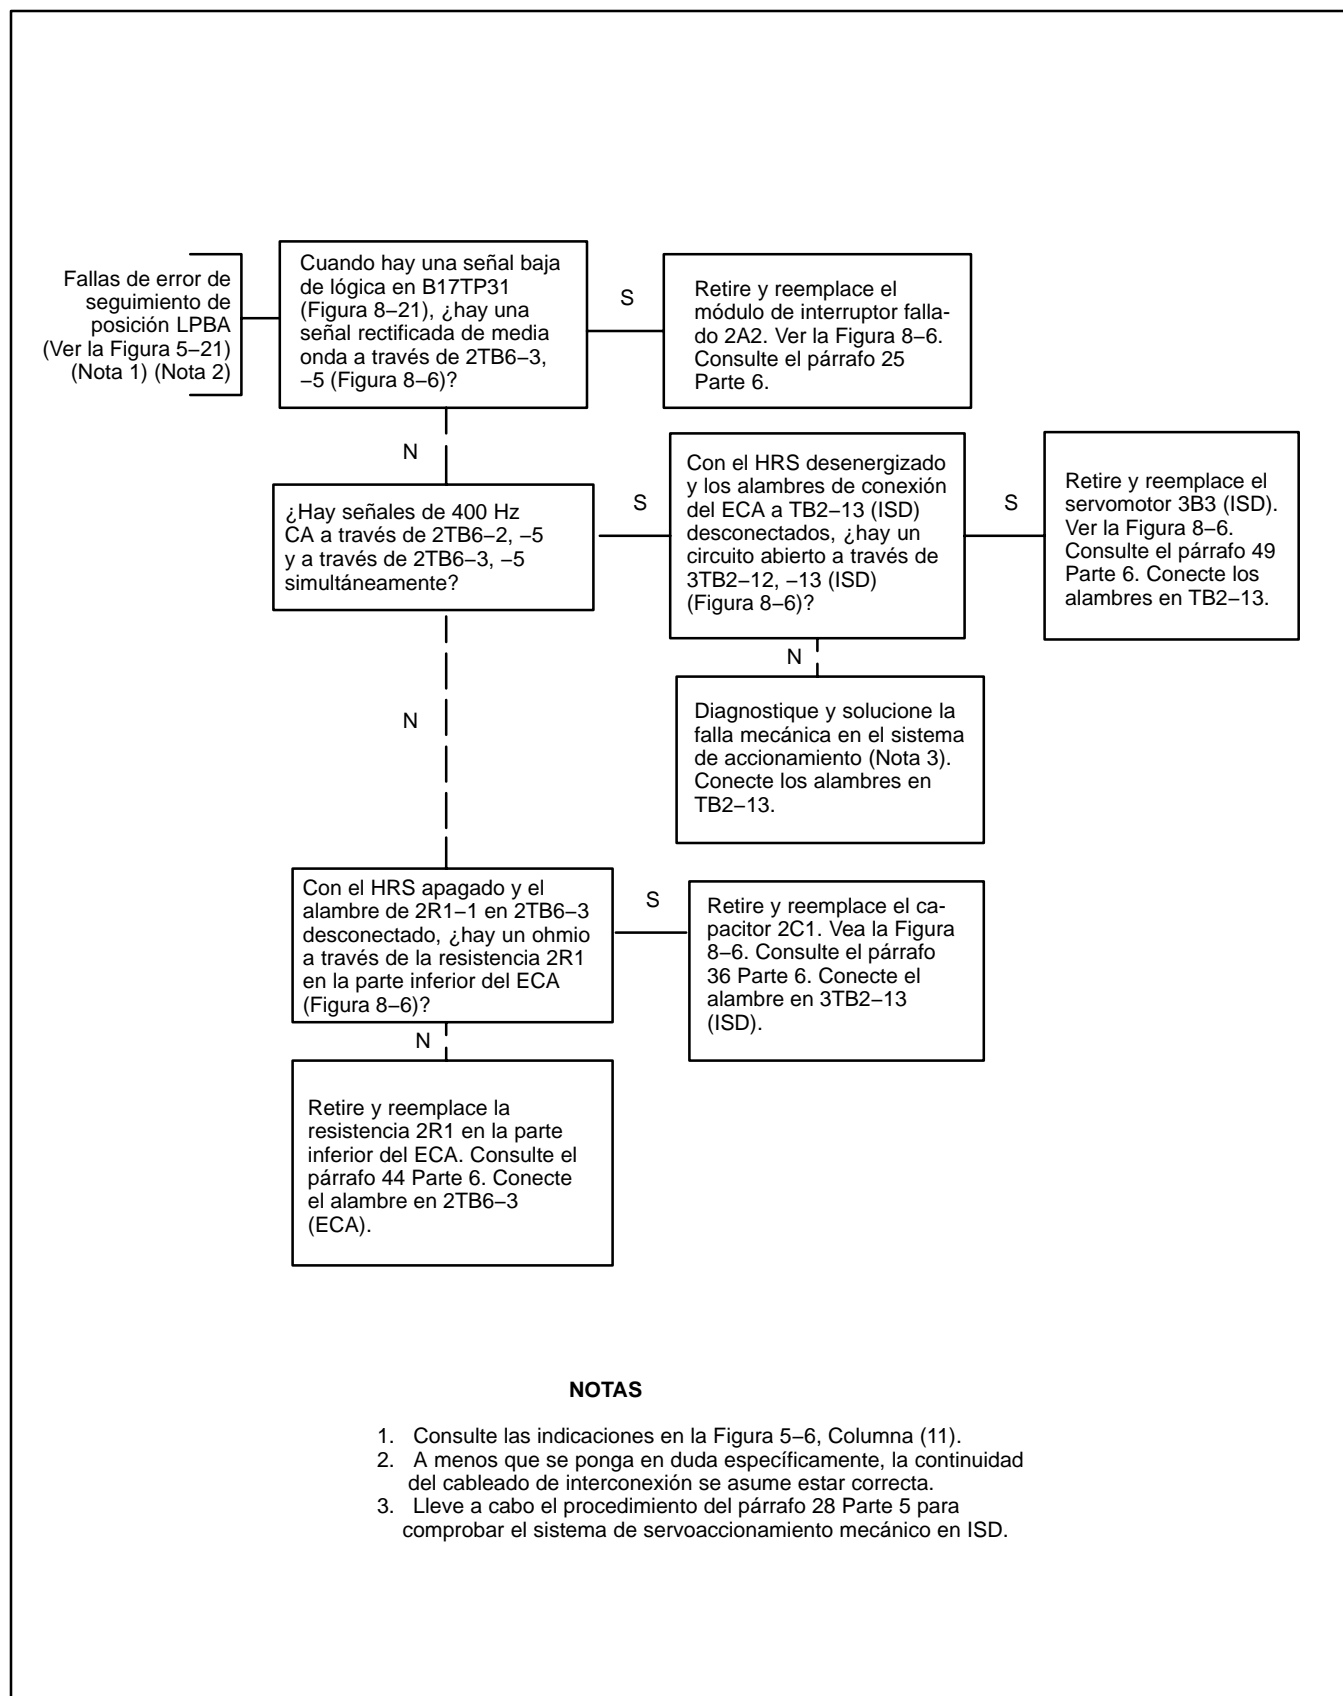 Fallas de error de
seguimiento de
posición LPBA
(Ver la Figura 5–21)
(Nota 1) (Nota 2)
Cuando hay una señal baja
de lógica en B17TP31
(Figura 8–21), ¿hay una
señal rectificada de media
onda a través de 2TB6–3,
–5 (Figura 8–6)?
S
Retire y reemplace el
módulo de interruptor falla-
do 2A2. Ver la Figura 8–6.
Consulte el párrafo 25
Parte 6.
N
¿Hay señales de 400 Hz
CA a través de 2TB6–2, –5
y a través de 2TB6–3, –5
simultáneamente?
S
Con el HRS desenergizado
y los alambres de conexión
del ECA a TB2–13 (ISD)
desconectados, ¿hay un
circuito abierto a través de
3TB2–12, –13 (ISD)
(Figura 8–6)?
S
Retire y reemplace el
servomotor 3B3 (ISD).
Ver la Figura 8–6.
Consulte el párrafo 49
Parte 6. Conecte los
alambres en TB2–13.
N
Diagnostique y solucione la
falla mecánica en el sistema
de accionamiento (Nota 3).
Conecte los alambres en
TB2–13.
N
Con el HRS apagado y el
alambre de 2R1–1 en 2TB6–3
desconectado, ¿hay un ohmio
a través de la resistencia 2R1
en la parte inferior del ECA
(Figura 8–6)?
S
Retire y reemplace el ca-
pacitor 2C1. Vea la Figura
8–6. Consulte el párrafo
36 Parte 6. Conecte el
alambre en 3TB2–13
(ISD).
N
Retire y reemplace la
resistencia 2R1 en la parte
inferior del ECA. Consulte el
párrafo 44 Parte 6. Conecte
el alambre en 2TB6–3
(ECA).
NOTAS
1. Consulte las indicaciones en la Figura 5–6, Columna (11).
2. A menos que se ponga en duda específicamente, la continuidad
del cableado de interconexión se asume estar correcta.
3. Lleve a cabo el procedimiento del párrafo 28 Parte 5 para
comprobar el sistema de servoaccionamiento mecánico en ISD.